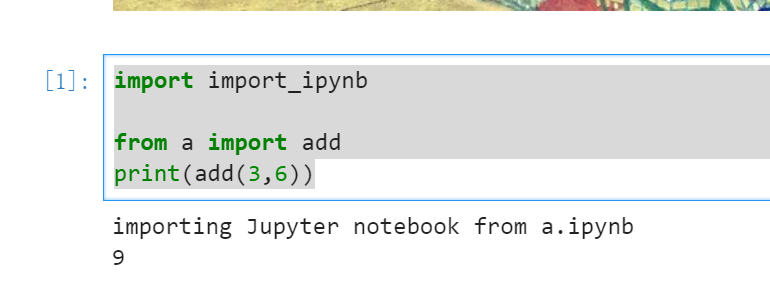 [1]:
import import_ipynb
from a import add
print(add(3,6))
importing Jupyter notebook from a.ipynb
9